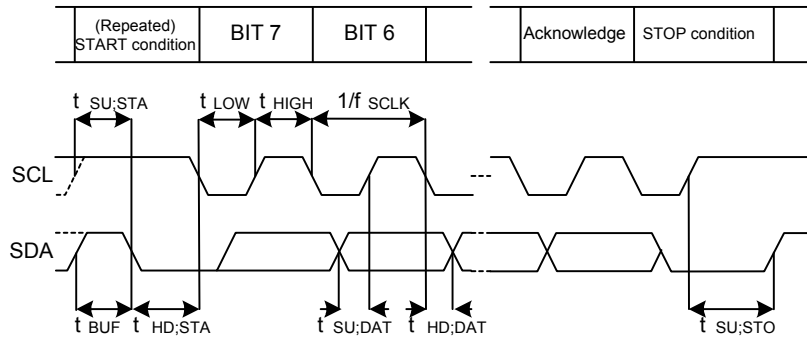 (Repeated)
START condition
BIT 7
BIT 6
Acknowledge
STOP condition
t SU;STA
t LOW
t HIGH
1/f SCLK
SCL
SDA
t BUF
t HD;STA
t SU;DAT
t HD;DAT
t SU;STO